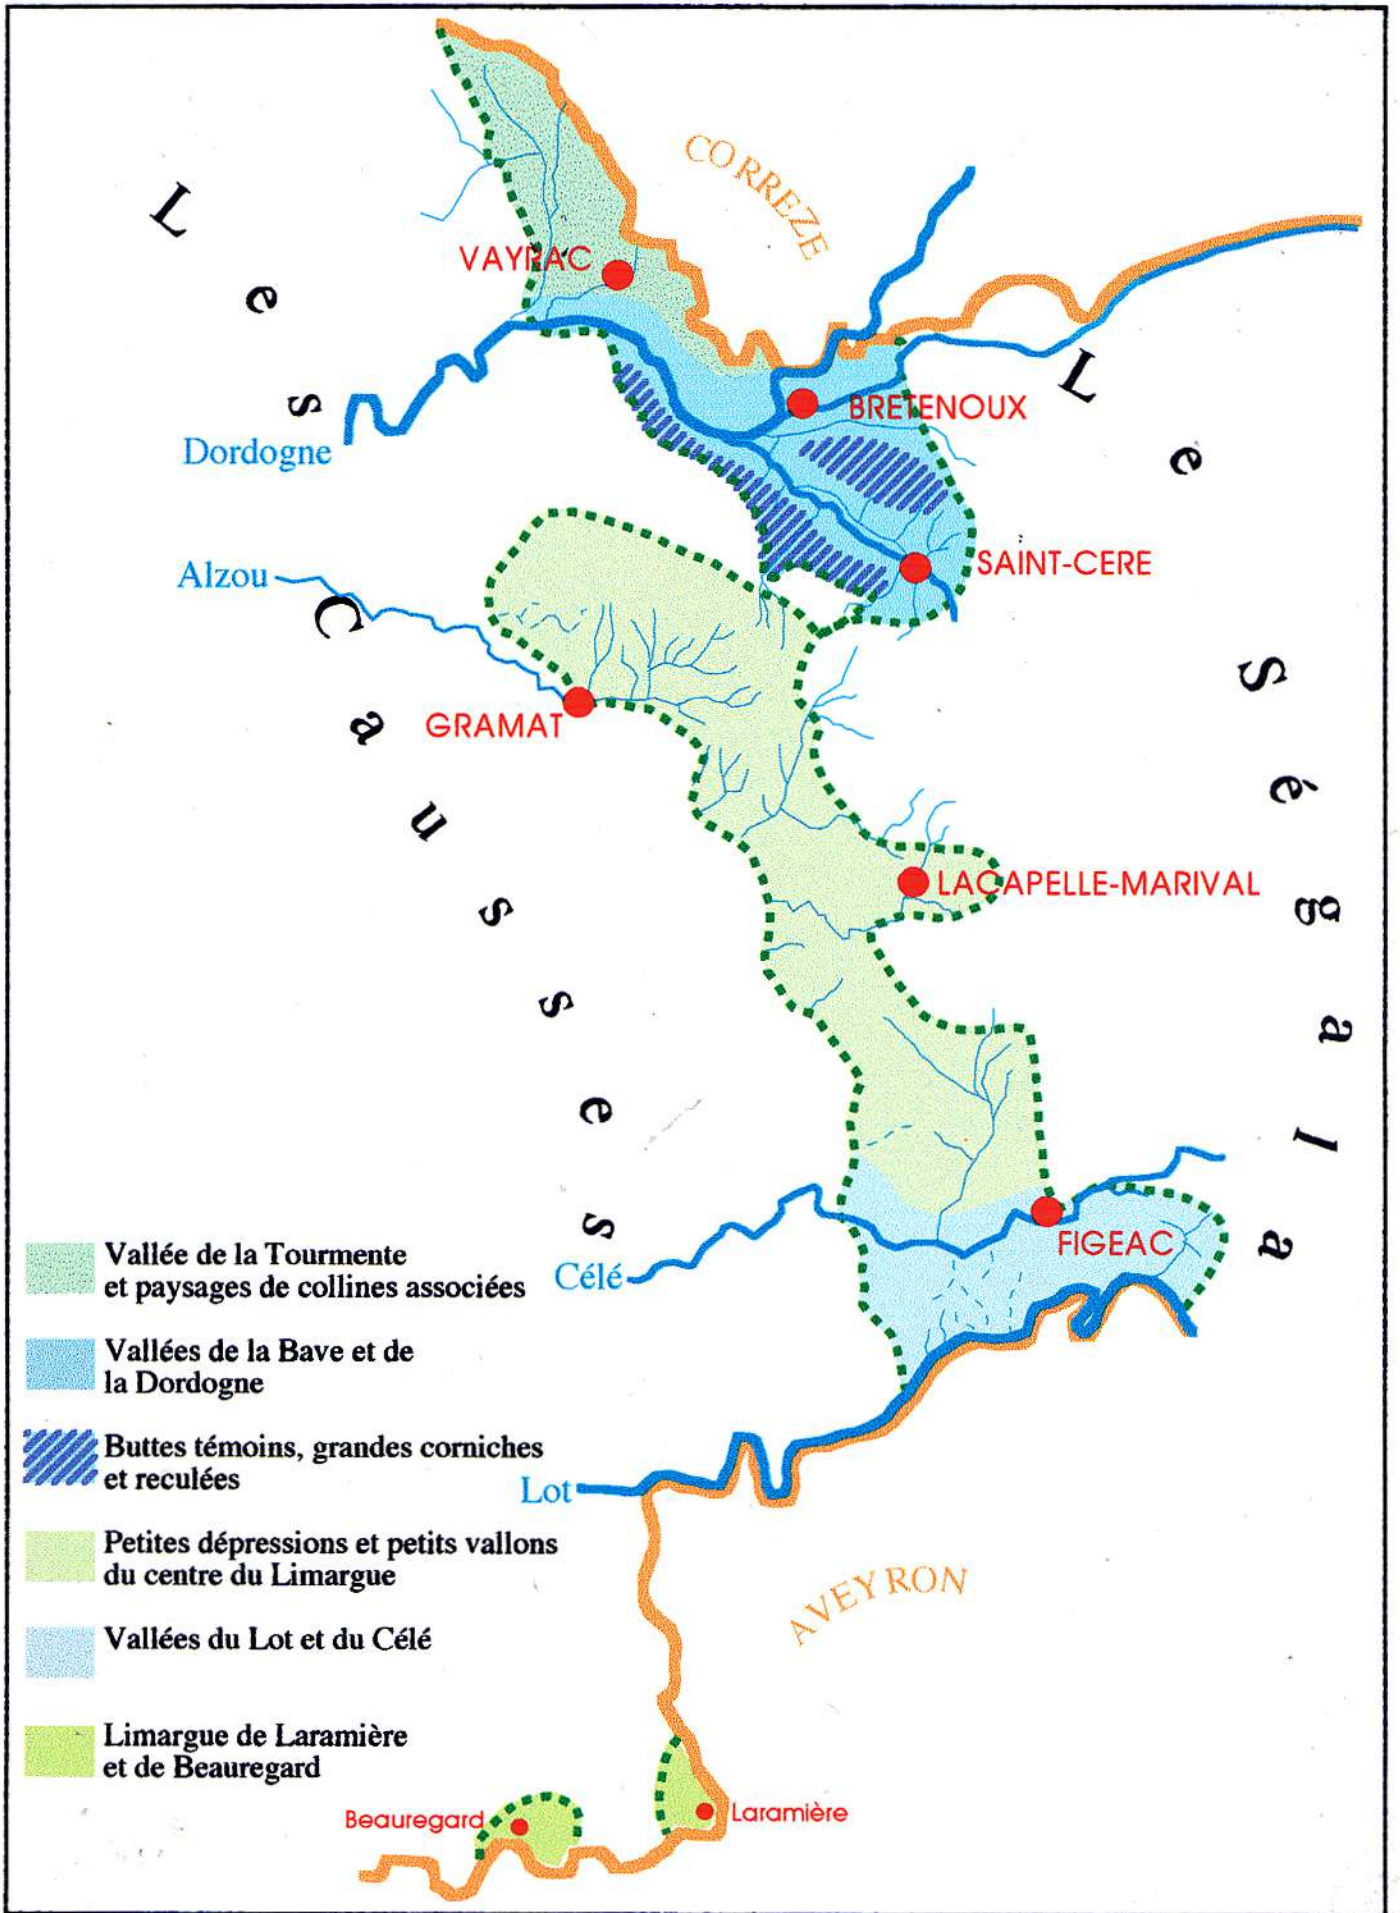 CORREZE
Les Causses
VAYRAC
Le Ségala
BRETENOUX
Dordogne
SAINT-CERE
Alzou
GRAMAT
LACAPELLE-MARIVAL
FIGEAC
Célé
Vallée de la Tourmente
et paysages de collines associées
Vallées de la Bave et de
la Dordogne
Buttes témoins, grandes corniches
et reculées
Lot
Petites dépressions et petits vallons
du centre du Limargue
AVEYRON
Vallées du Lot et du Célé
Limargue de Laramière
et de Beauregard
Beauregard
Laramière